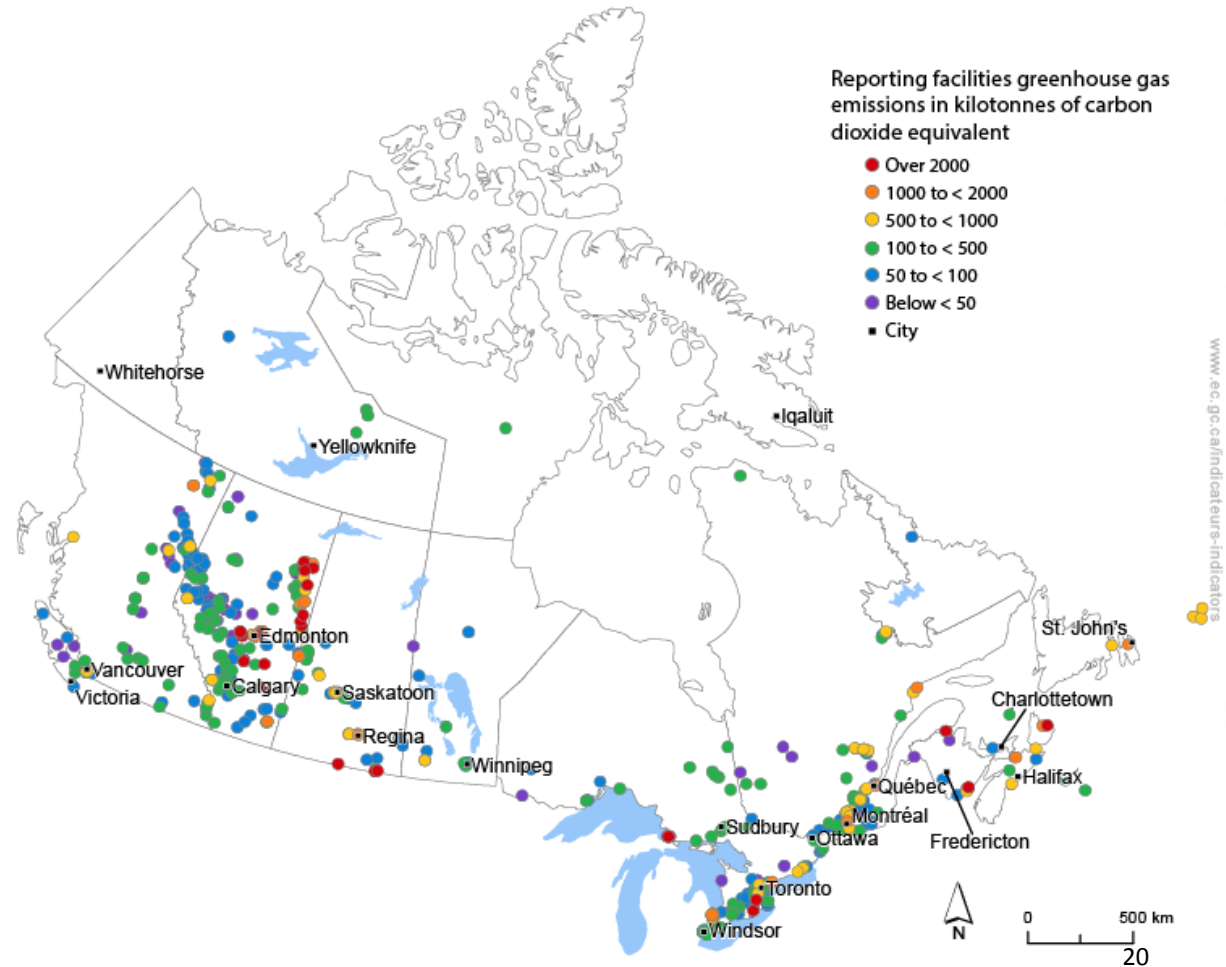 Reporting facilities greenhouse gas
emissions in kilotonnes of carbon
dioxide equivalent
Over 2000
1000 to < 2000
500 to < 1000
100 to < 500
50 to < 100
Below < 50
City
www.ec.gc.ca/indicateurs-indicators
Whitehorse
Iqaluit
Yellowknife
St. John's
Edmonton
Vancouver
Calgary
Saskatoon
Victoria
Charlottetown
Regina
Winnipeg
Halifax
Québec
Montréal
Sudbury
Ottawa
Fredericton
Toronto
Windsor
N
0 500 km
20